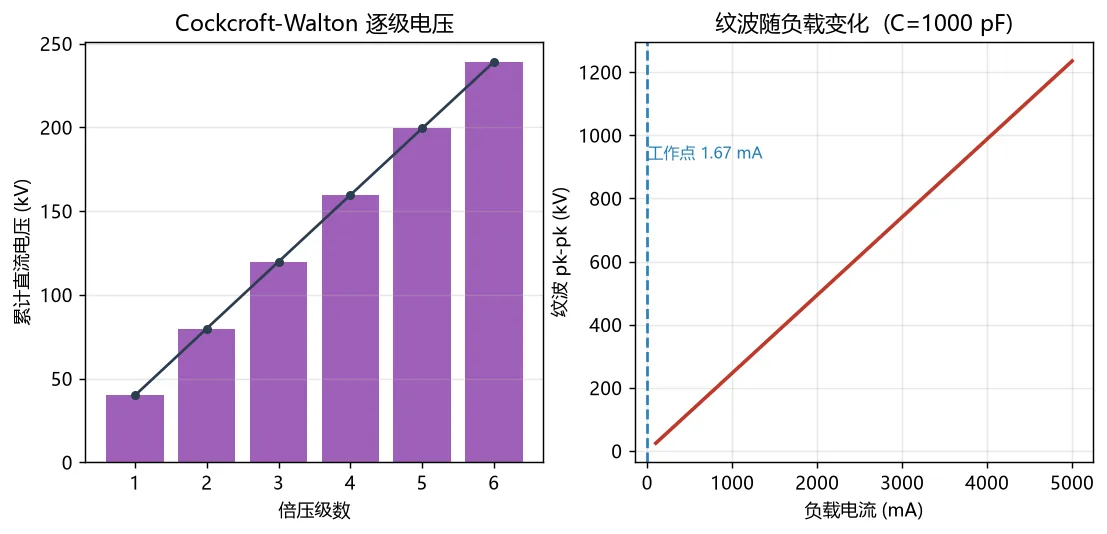 Cockcroft-Walton 逐级电压
累计直流电压 (kV)
250
200
150
100
50
0
1 2 3 4 5 6
倍压级数
纹波随负载变化 (C=1000 pF)
纹波 pk-pk (kV)
1200
1000
800
600
400
200
0
工作点 1.67 mA
0 1000 2000 3000 4000 5000
负载电流 (mA)